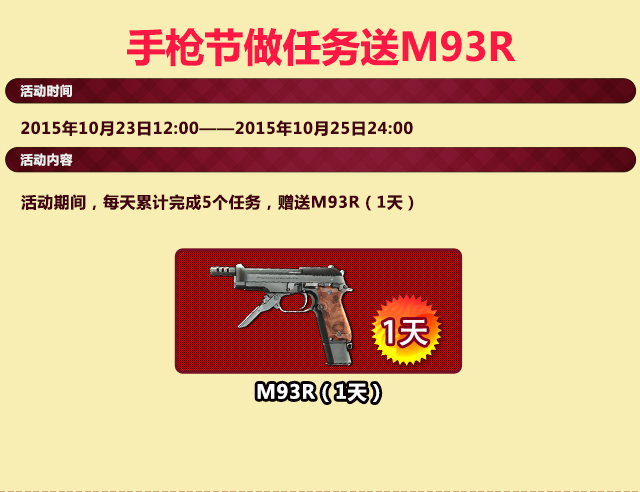 手枪节做任务送M93R
活动时间
2015年10月23日12:00——2015年10月25日24:00
活动内容
活动期间，每天累计完成5个任务，赠送M93R（1天）
1天
M93R（1天）